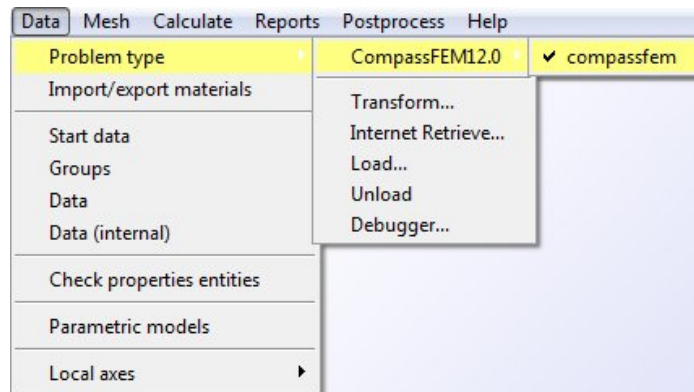 Data Mesh Calculate Reports Postprocess Help
Problem type
Import/export materials
Start data
Groups
Data
Data (internal)
Check properties entities
Parametric models
Local axes
CompassFEM12.0
Transform...
Internet Retrieve...
Load...
Unload
Debugger...
compassfem